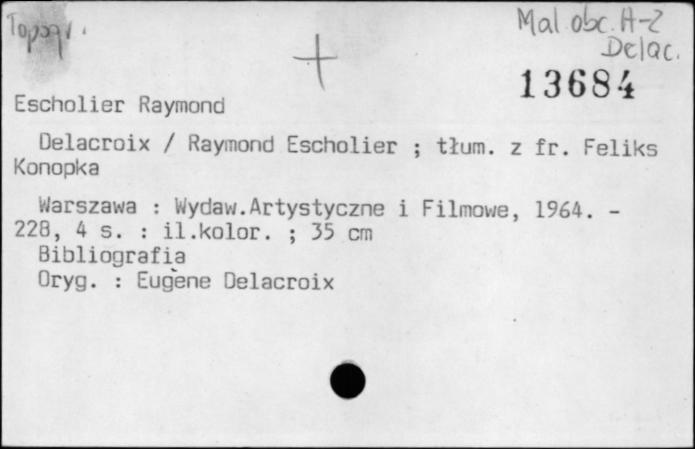 Topogr.
Mal obc. A-Z
Delac.
13684
Escholier Raymond
Delacroix / Raymond Escholier ; tłum. z fr. Feliks
Konopka
Warszawa : Wydaw.Artystyczne i Filmowe, 1964. -
228, 4 s. : il.kolor. ; 35 cm
Bibliografia
Oryg. : Eugène Delacroix